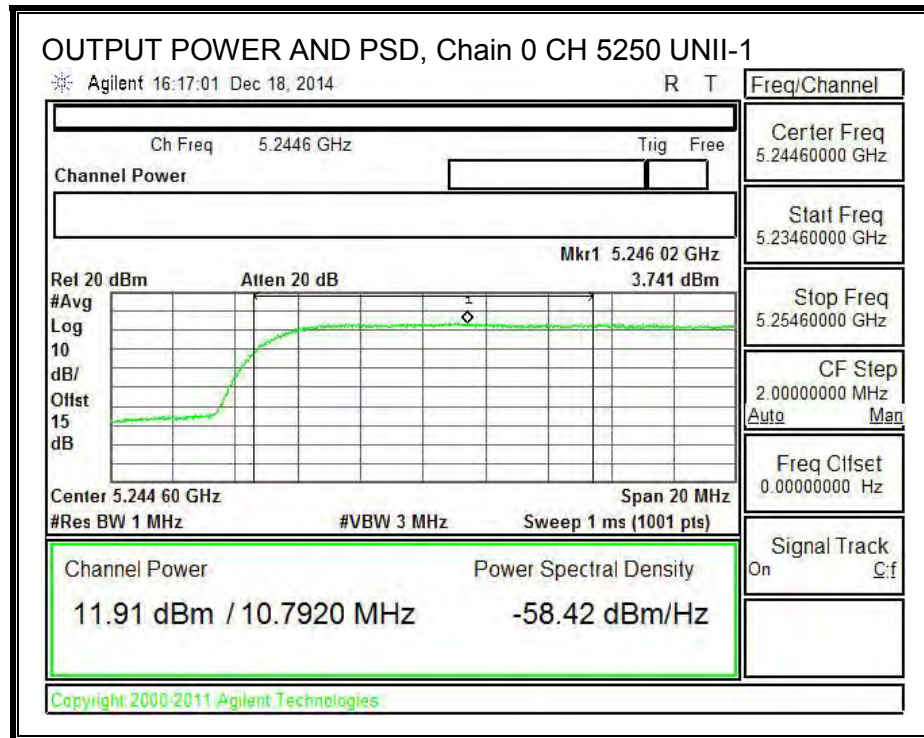 OUTPUT POWER AND PSD, Chain 0 CH 5250 UNII-1
Agilent 16:17:01 Dec 18, 2014
R T
Freq/Channel
Ch Freq 5.2446 GHz
Trig Free
Channel Power
Center Freq
5.24460000 GHz
Start Freq
5.23460000 GHz
Mkr1 5.246 02 GHz
Ref 20 dBm
Atten 20 dB
3.741 dBm
Stop Freq
5.25460000 GHz
#Avg
Log
10
dB/
Offst
15
dB
1
CF Step
2.00000000 MHz
Auto Man
Freq Offset
0.00000000 Hz
Center 5.244 60 GHz
Span 20 MHz
#Res BW 1 MHz
#VBW 3 MHz
Sweep 1 ms (1001 pts)
Signal Track
On Off
Channel Power
Power Spectral Density
11.91 dBm / 10.7920 MHz
-58.42 dBm/Hz
Copyright 2000-2011 Agilent Technologies